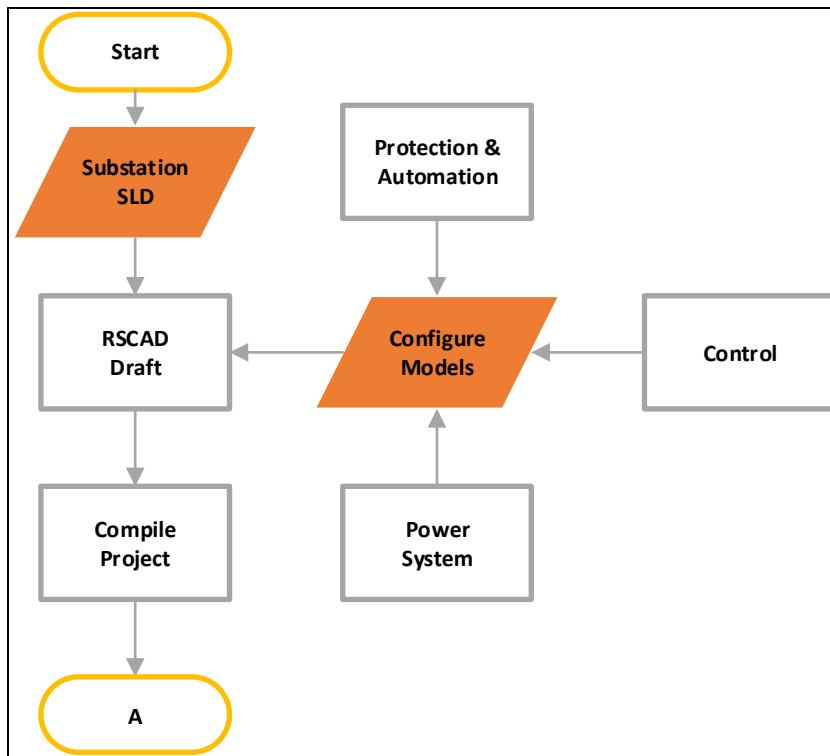 Start
Substation
SLD
Protection &
Automation
RSCAD
Draft
Configure
Models
Control
Compile
Project
Power
System
A